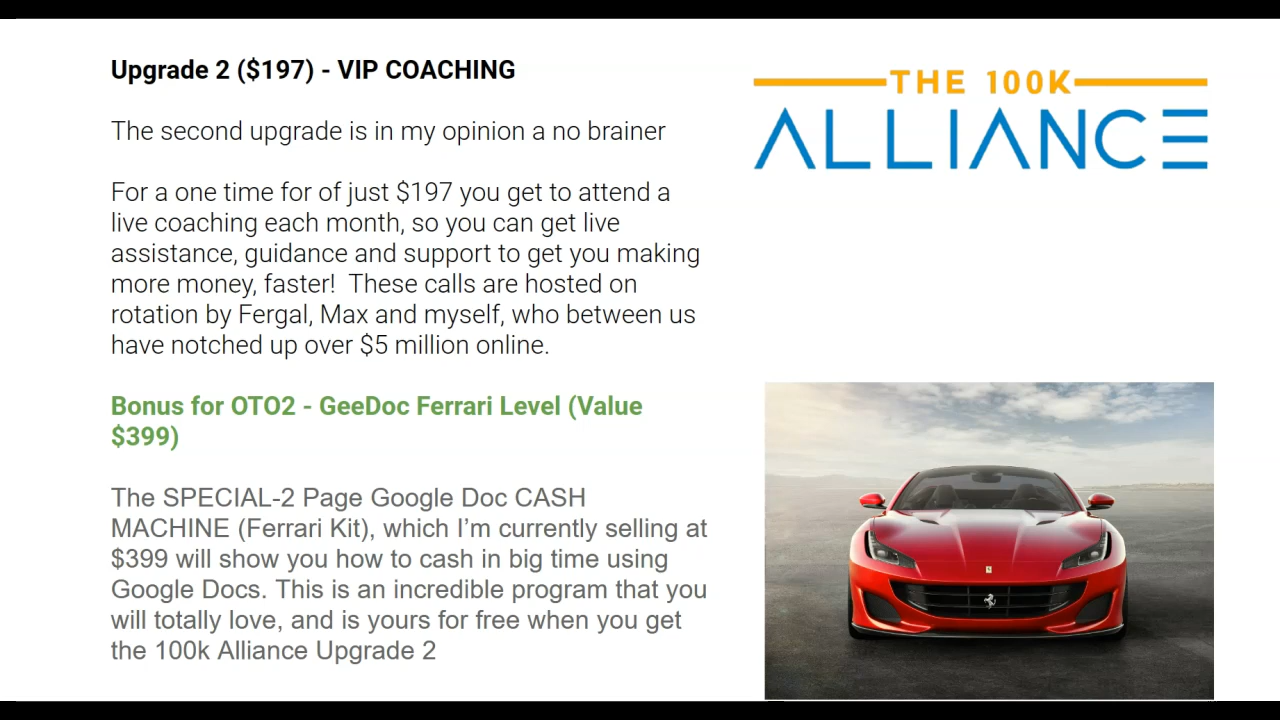 Upgrade 2 ($197) - VIP COACHING
The second upgrade is in my opinion a no brainer
For a one time for of just $197 you get to attend a
live coaching each month, so you can get live
assistance, guidance and support to get you making
more money, faster!  These calls are hosted on
rotation by Fergal, Max and myself, who between us
have notched up over $5 million online.
Bonus for OTO2 - GeeDoc Ferrari Level (Value
$399)
The SPECIAL-2 Page Google Doc CASH
MACHINE (Ferrari Kit), which I’m currently selling at
$399 will show you how to cash in big time using
Google Docs. This is an incredible program that you
will totally love, and is yours for free when you get
the 100k Alliance Upgrade 2
THE 100K
ALLIANCE